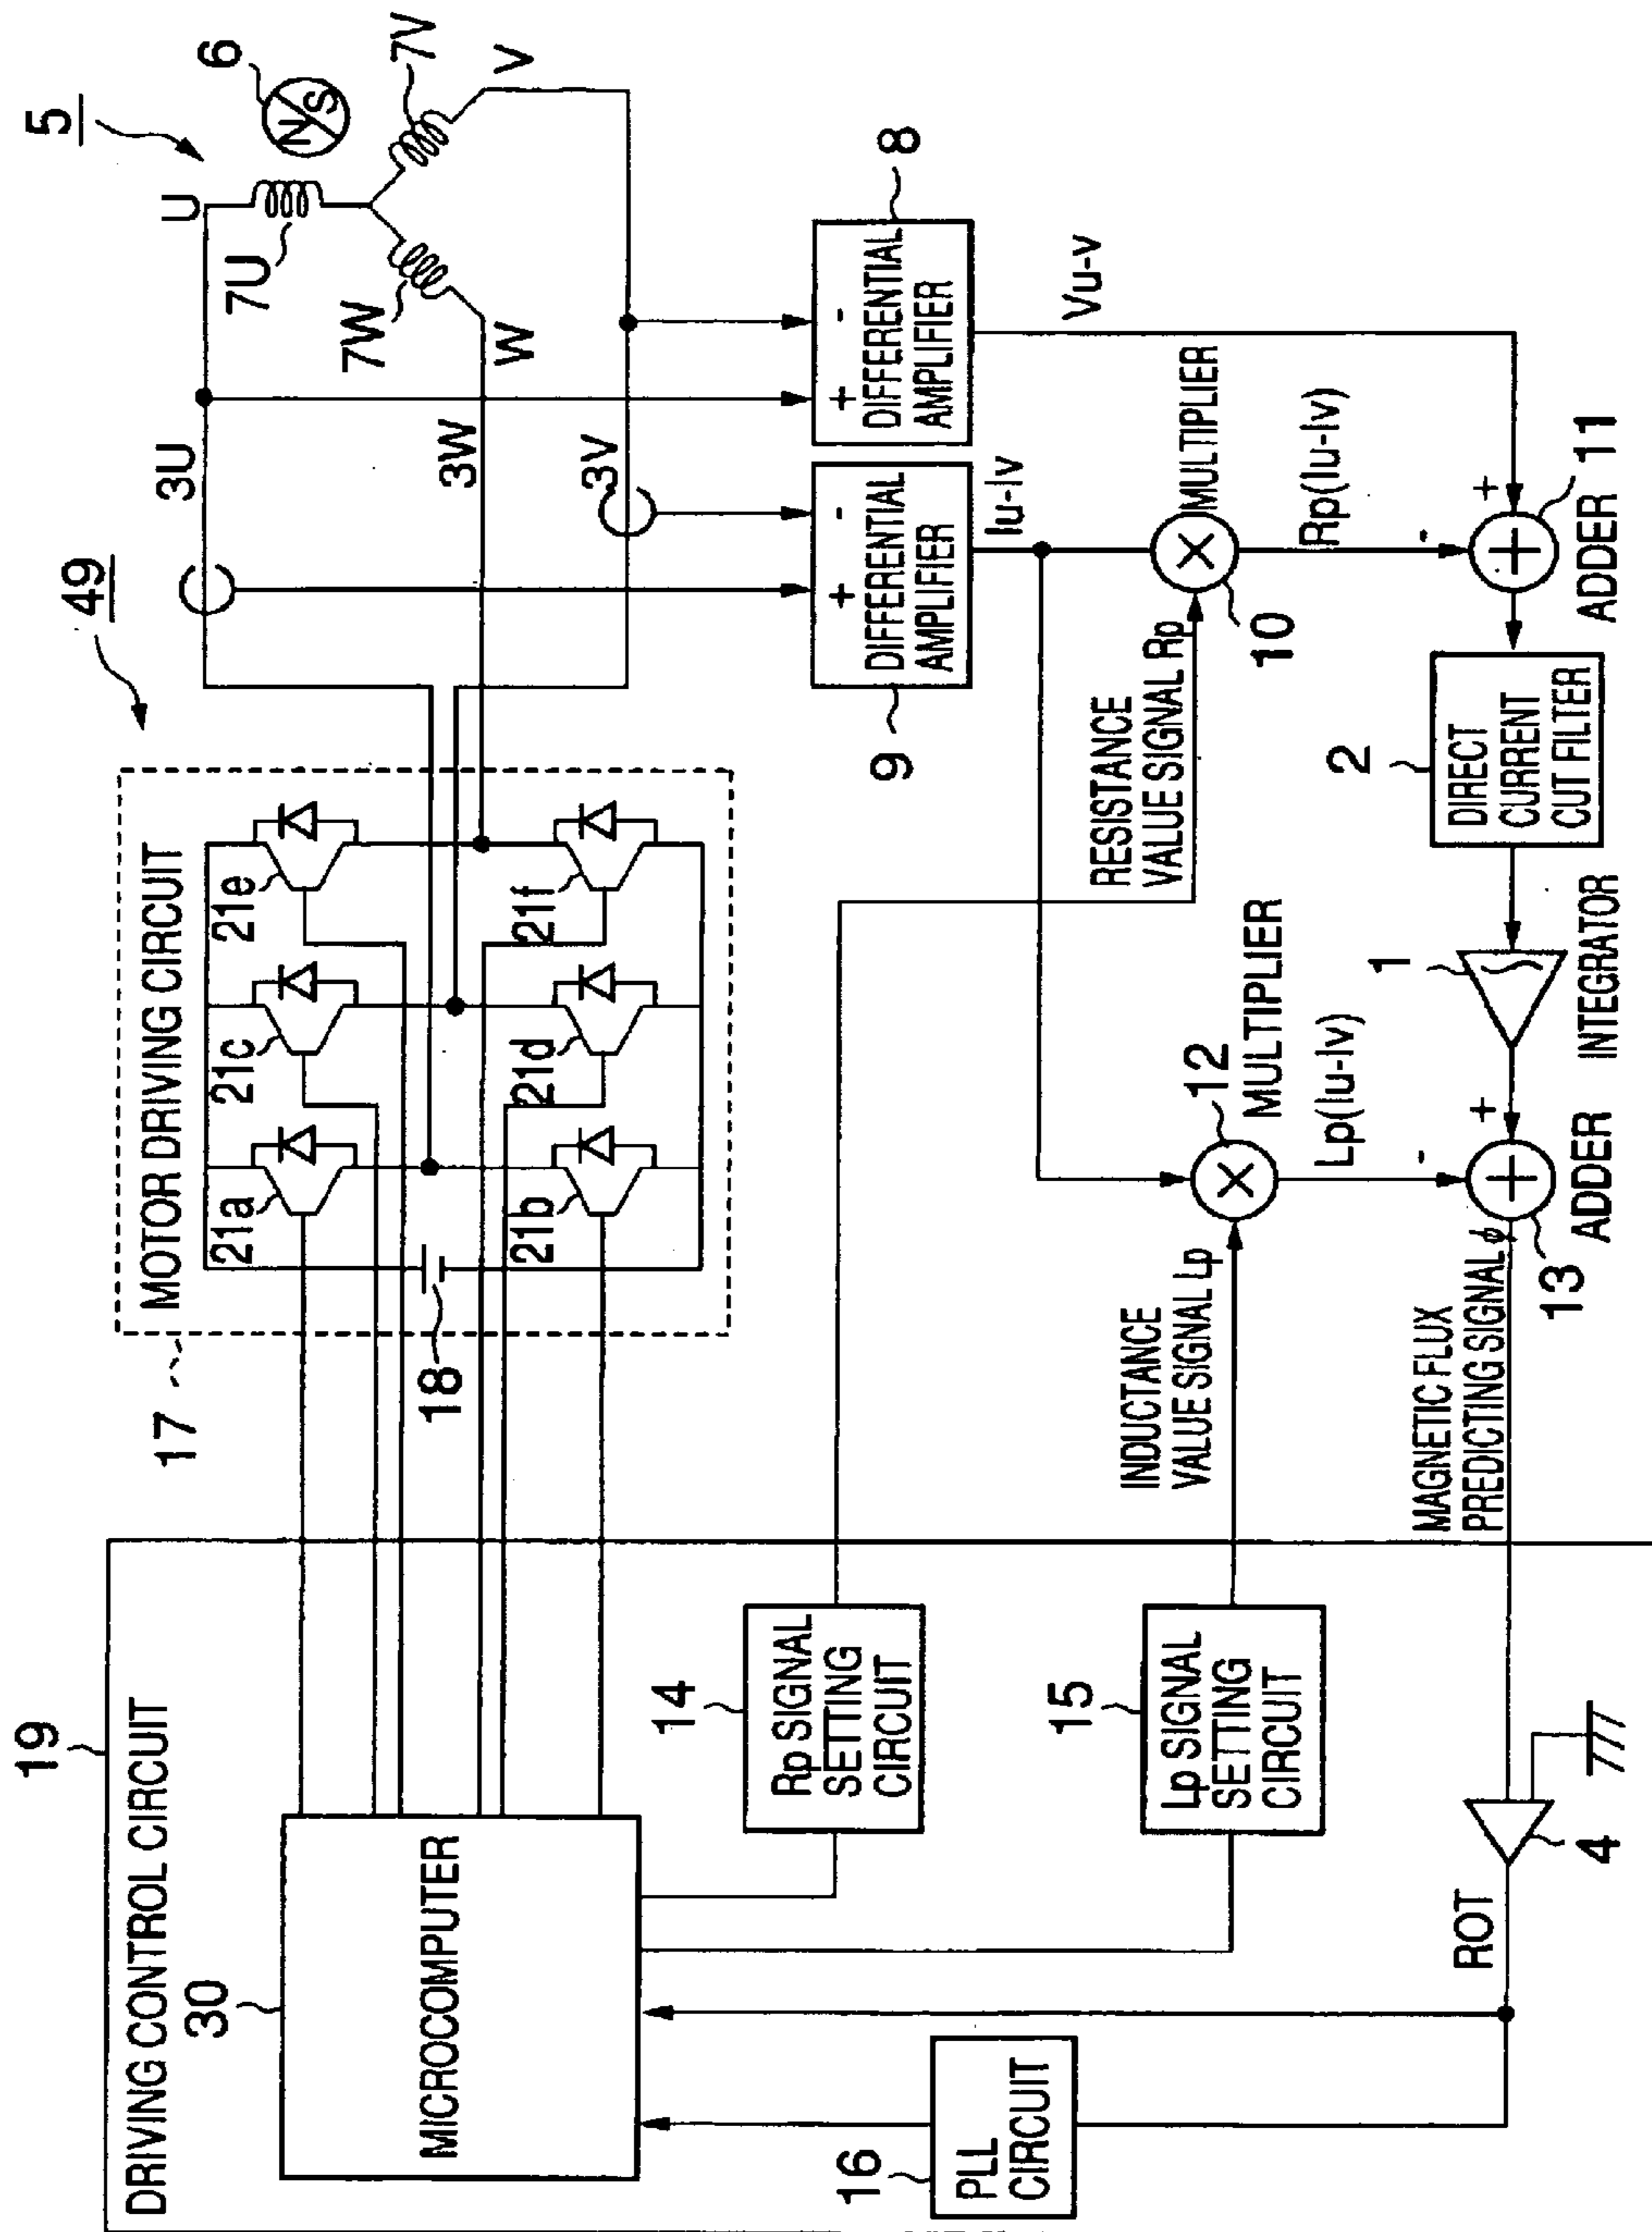 5
6
N
S
U
7U
7V
7W
V
W
3U
3W
3V
49
MOTOR DRIVING CIRCUIT
17
21a
21c
21e
21b
21d
21f
18
+
-
DIFFERENTIAL
AMPLIFIER
8
+
-
DIFFERENTIAL
AMPLIFIER
9
Vu-v
Iu-Iv
MULTIPLIER
×
10
RESISTANCE
VALUE SIGNAL Rp
Rp(Iu-Iv)
-
+
+
11
ADDER
2
DIRECT
CURRENT
CUT FILTER
1
∫
INTEGRATOR
12
MULTIPLIER
×
INDUCTANCE
VALUE SIGNAL Lp
Lp(Iu-Iv)
-
+
+
13
ADDER
MAGNETIC FLUX
PREDICTING SIGNAL ϕ
19
DRIVING CONTROL CIRCUIT
30
MICROCOMPUTER
14
Rp SIGNAL
SETTING
CIRCUIT
15
Lp SIGNAL
SETTING
CIRCUIT
4
ROT
16
PLL
CIRCUIT